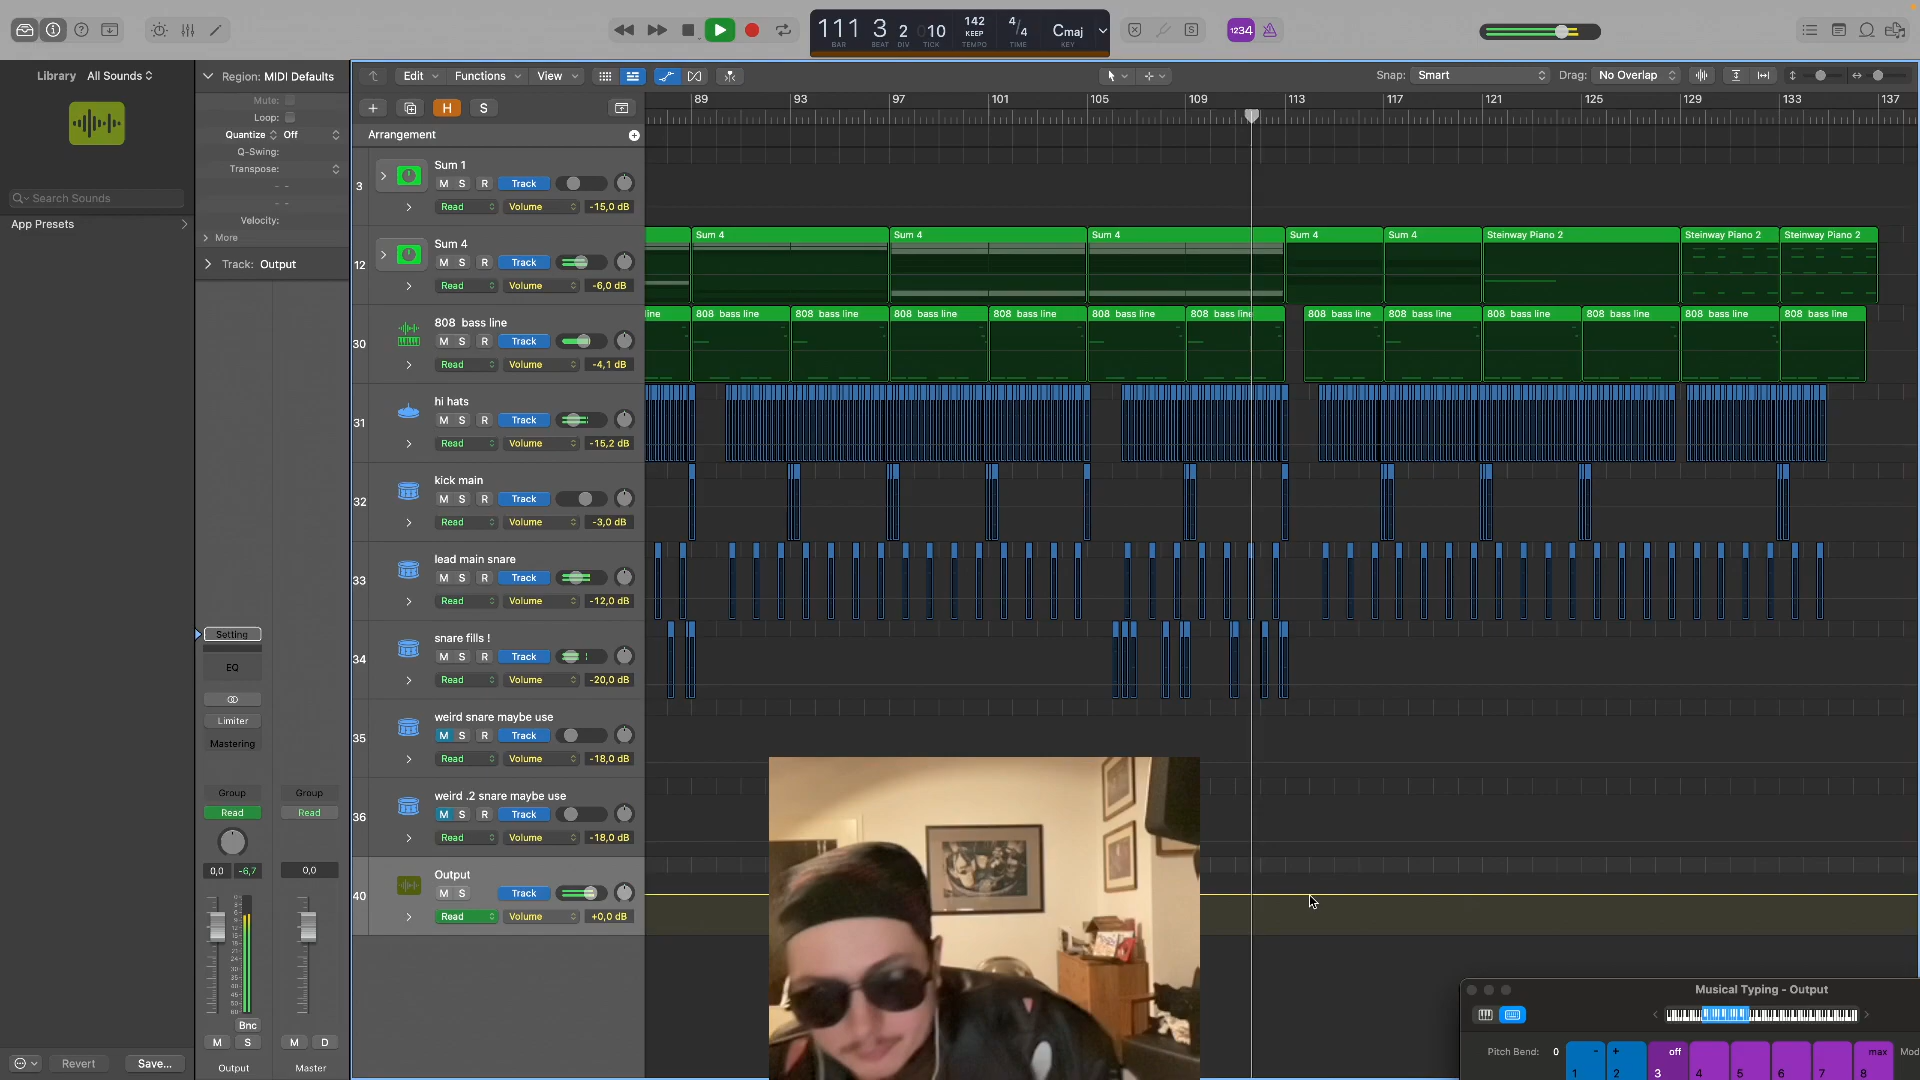 111 3 2 010
BAR BEAT DIV TICK
142
KEEP
TEMPO
4/4
TIME
Cmaj
KEY
1234
Library All Sounds
Search Sounds
App Presets
Region: MIDI Defaults
Mute:
Loop:
Quantize Off
Q-Swing:
Transpose:
Velocity:
More
Track: Output
Edit Functions View
Snap: Smart
Drag: No Overlap
H S
89 93 97 101 105 109 113 117 121 125 129 133 137
Arrangement
3
Sum 1
M S R Track
Read Volume -15,0 dB
12
Sum 4
M S R Track
Read Volume -6,0 dB
Sum 4 Sum 4 Sum 4 Sum 4 Sum 4 Steinway Piano 2 Steinway Piano 2 Steinway Piano 2
30
808 bass line
M S R Track
Read Volume -4,1 dB
line 808 bass line 808 bass line 808 bass line 808 bass line 808 bass line 808 bass line 808 bass line 808 bass line 808 bass line 808 bass line 808 bass line 808 bass line
31
hi hats
M S R Track
Read Volume -15,2 dB
32
kick main
M S R Track
Read Volume -3,0 dB
33
lead main snare
M S R Track
Read Volume -12,0 dB
34
snare fills !
M S R Track
Read Volume -20,0 dB
35
weird snare maybe use
M S R Track
Read Volume -18,0 dB
36
weird .2 snare maybe use
M S R Track
Read Volume -18,0 dB
40
Output
M S Track
Read Volume +0,0 dB
Setting
EQ
Limiter
Mastering
Group Group
Read Read
0,0 -6,7 0,0
Bnc
M S M D
Output Master
Revert Save...
Musical Typing - Output
Pitch Bend: 0 - + off max Mod
1 2 3 4 5 6 7 8